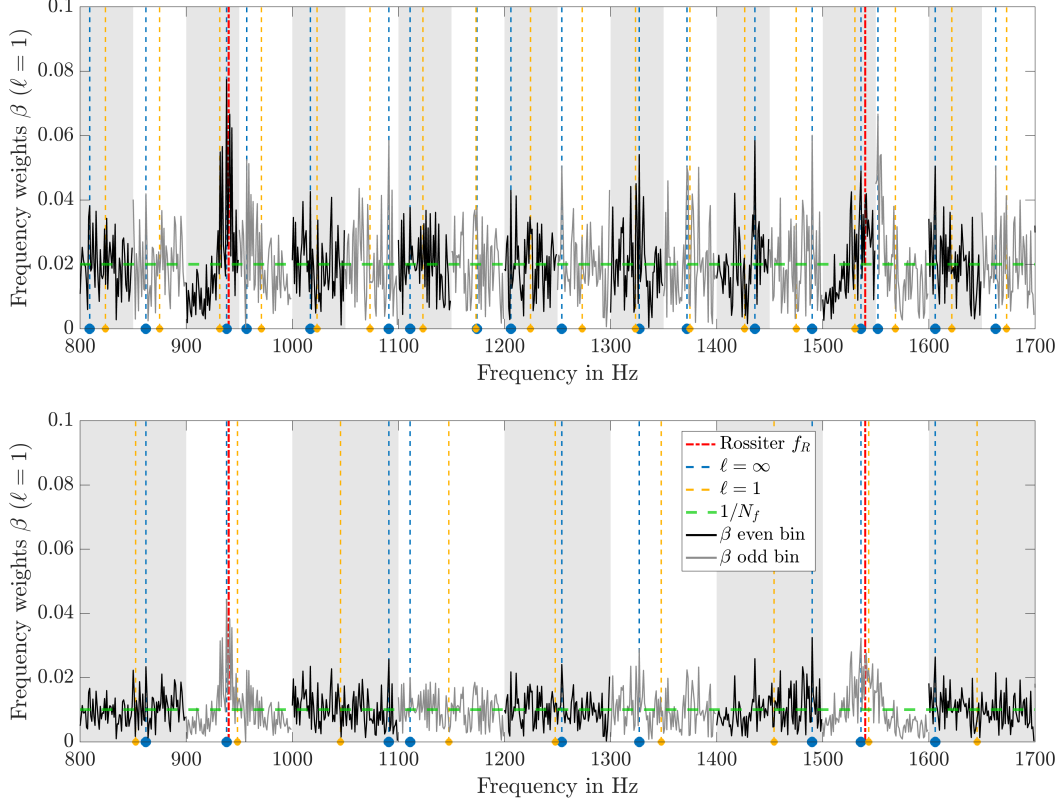 0.1
0.08
0.06
0.04
0.02
0
Frequency weights β (ℓ = 1)
800 900 1000 1100 1200 1300 1400 1500 1600 1700
Frequency in Hz
0.1
0.08
0.06
0.04
0.02
0
Frequency weights β (ℓ = 1)
Rossiter f_R
ℓ = ∞
ℓ = 1
1/N_f
β even bin
β odd bin
800 900 1000 1100 1200 1300 1400 1500 1600 1700
Frequency in Hz